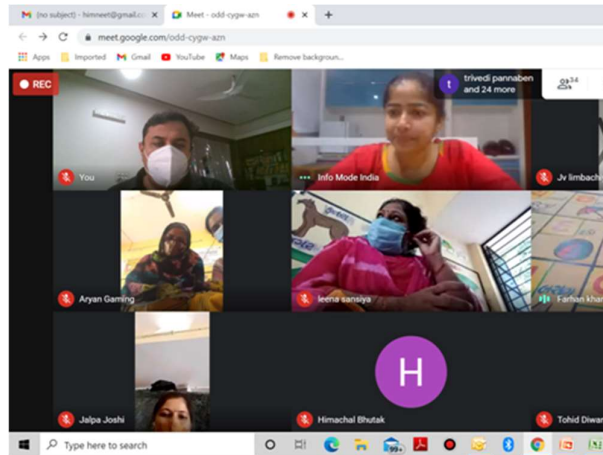 (no subject) - himneet@gmail.co
Meet - odd-cygw-azn
meet.google.com/odd-cygw-azn
Apps
Imported
Gmail
YouTube
Maps
Remove backgroun...
REC
t
trivedi pannaben
and 24 more
34
You
Info Mode India
Jv limbachi
Aryan Gaming
leena sansiya
Farhan khan
Jalpa Joshi
H
Himachal Bhutak
Tohid Diwan
Type here to search
99+